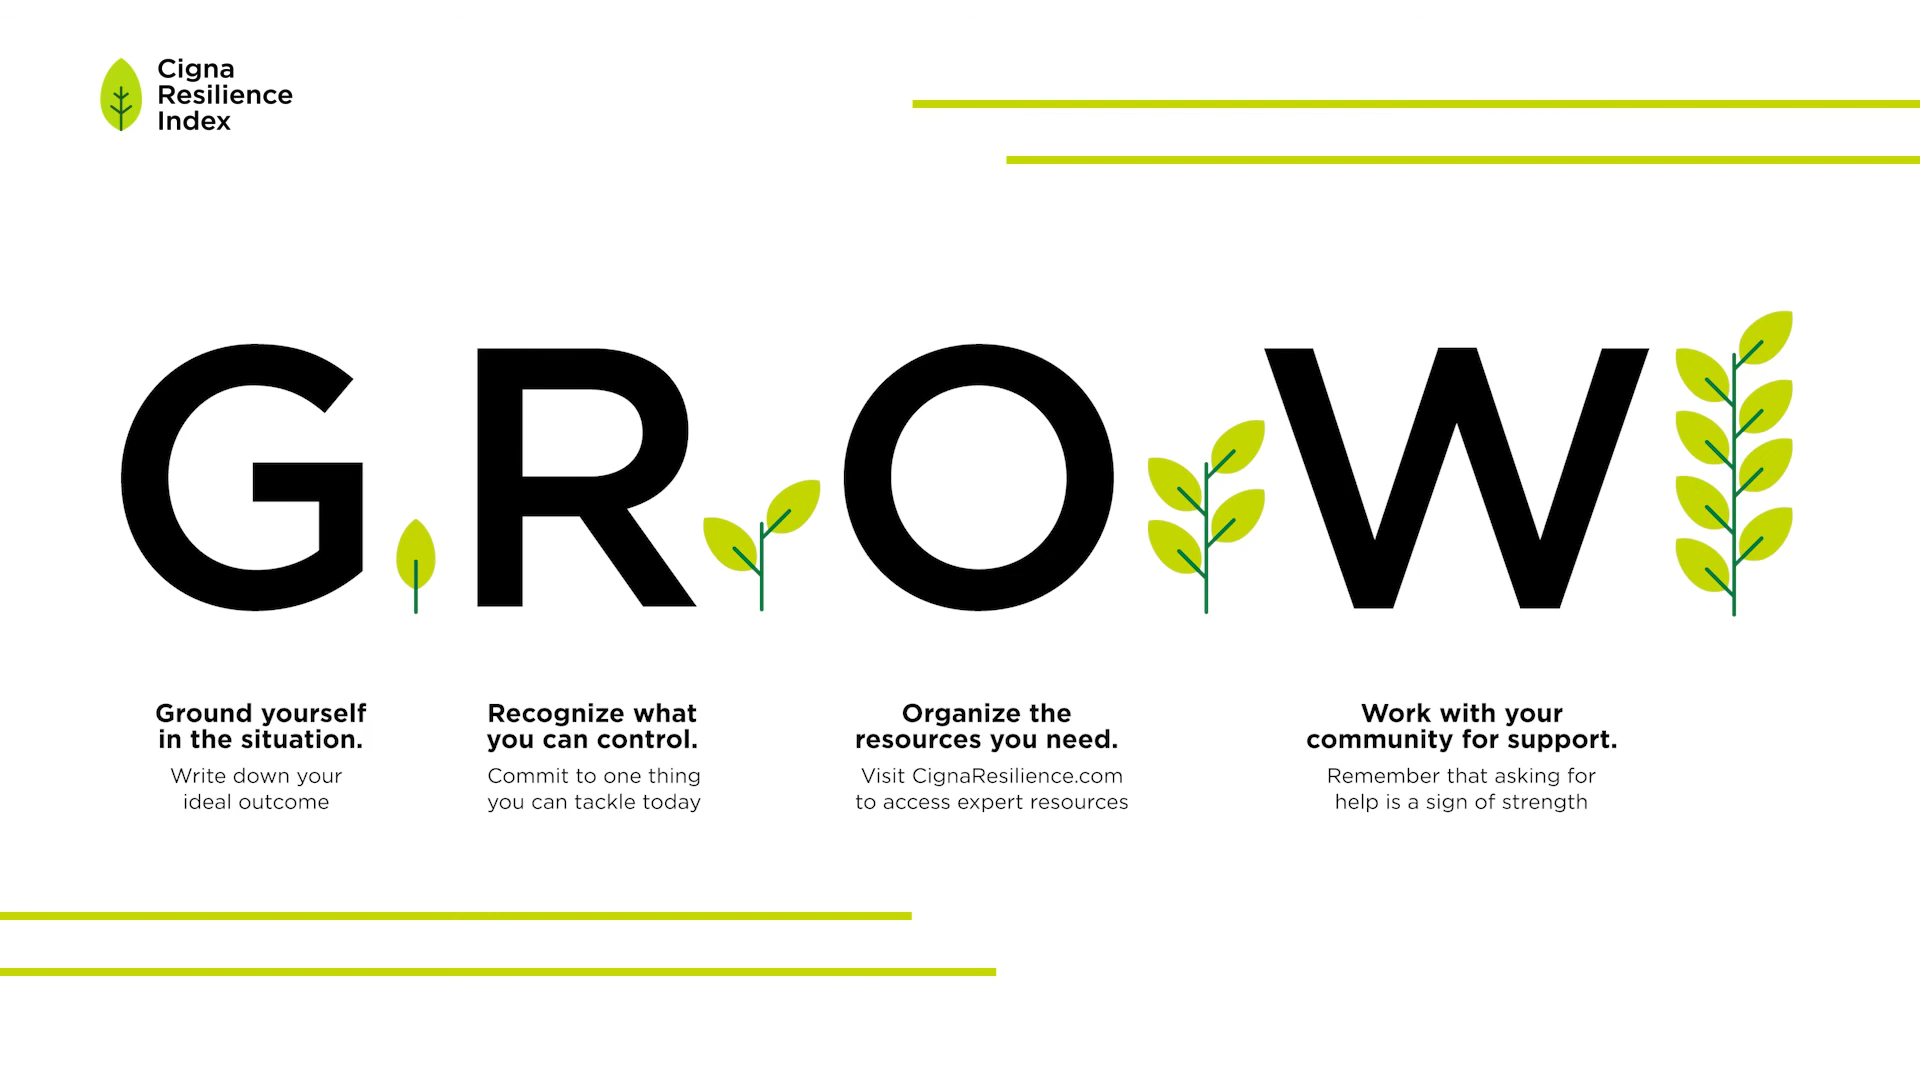 Cigna
Resilience
Index
GROW
Ground yourself
in the situation.
Write down your
ideal outcome
Recognize what
you can control.
Commit to one thing
you can tackle today
Organize the
resources you need.
Visit CignaResilience.com
to access expert resources
Work with your
community for support.
Remember that asking for
help is a sign of strength